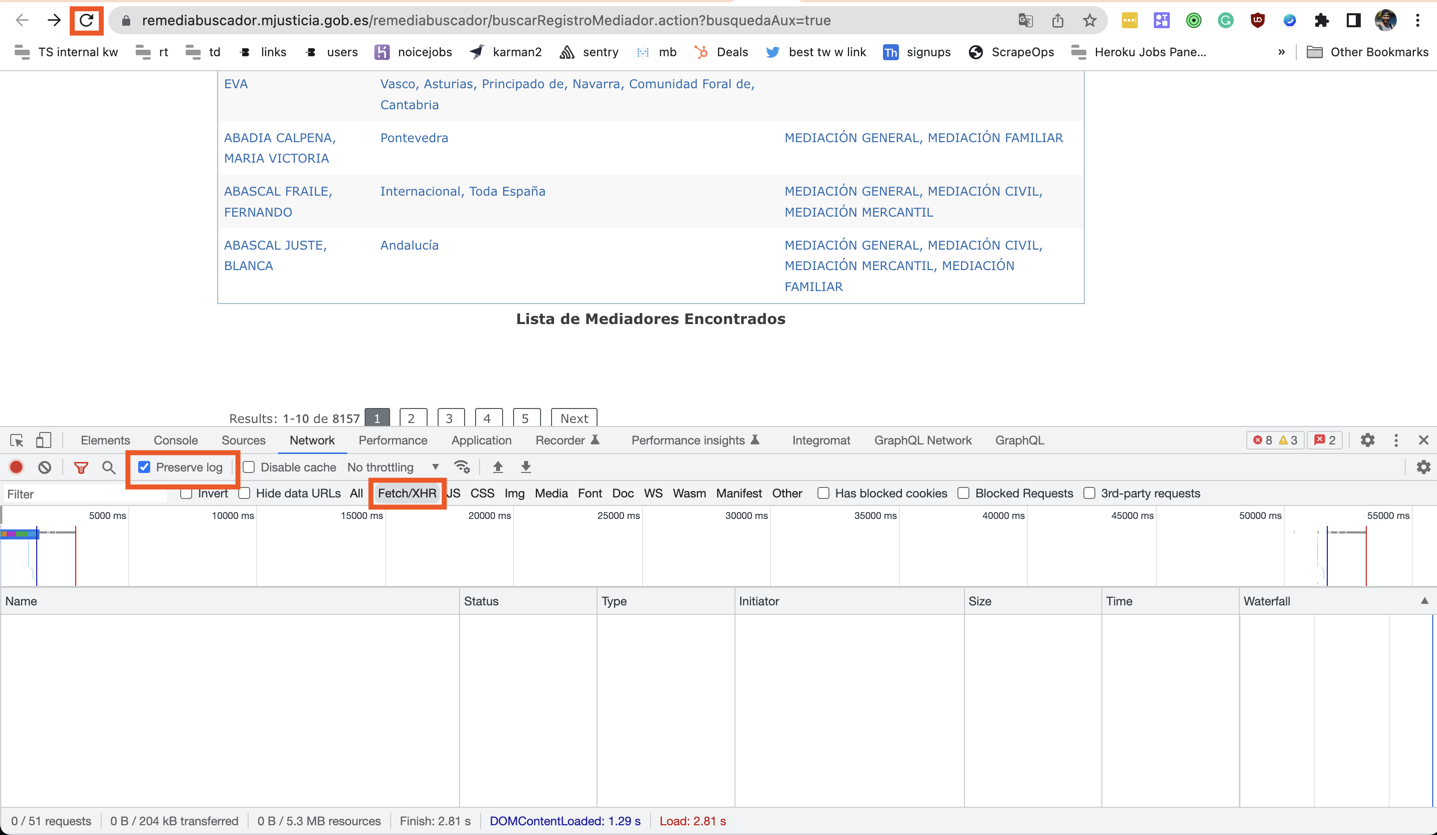 remediabuscador.mjusticia.gob.es/remediabuscador/buscarRegistroMediador.action?busquedaAux=true
TS internal kw rt td links users noicejobs karman2 sentry mb Deals best tw w link Th signups ScrapeOps Heroku Jobs Pane... » Other Bookmarks
EVA Vasco, Asturias, Principado de, Navarra, Comunidad Foral de,
Cantabria
ABADIA CALPENA, Pontevedra MEDIACIÓN GENERAL, MEDIACIÓN FAMILIAR
MARIA VICTORIA
ABASCAL FRAILE, Internacional, Toda España MEDIACIÓN GENERAL, MEDIACIÓN CIVIL,
FERNANDO MEDIACIÓN MERCANTIL
ABASCAL JUSTE, Andalucía MEDIACIÓN GENERAL, MEDIACIÓN CIVIL,
BLANCA MEDIACIÓN MERCANTIL, MEDIACIÓN
FAMILIAR
Lista de Mediadores Encontrados
Results: 1-10 de 8157 1 2 3 4 5 Next
Elements Console Sources Network Performance Application Recorder Performance insights Integromat GraphQL Network GraphQL 8 3 2
Preserve log Disable cache No throttling
Filter Invert Hide data URLs All Fetch/XHR JS CSS Img Media Font Doc WS Wasm Manifest Other Has blocked cookies Blocked Requests 3rd-party requests
5000 ms 10000 ms 15000 ms 20000 ms 25000 ms 30000 ms 35000 ms 40000 ms 45000 ms 50000 ms 55000 ms
Name Status Type Initiator Size Time Waterfall
0 / 51 requests 0 B / 204 kB transferred 0 B / 5.3 MB resources Finish: 2.81 s DOMContentLoaded: 1.29 s Load: 2.81 s